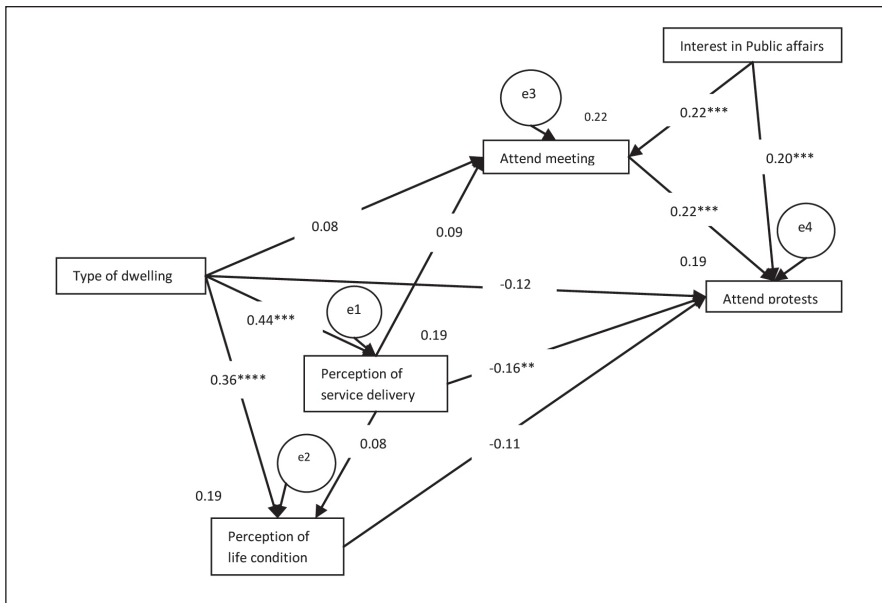 Interest in Public affairs
e3
0.22
0.22***
Attend meeting
0.20***
0.22***
e4
0.08
0.09
0.19
Type of dwelling
-0.12
Attend protests
0.44***
e1
0.19
Perception of
service delivery
-0.16**
0.36****
0.08
-0.11
e2
0.19
Perception of
life condition